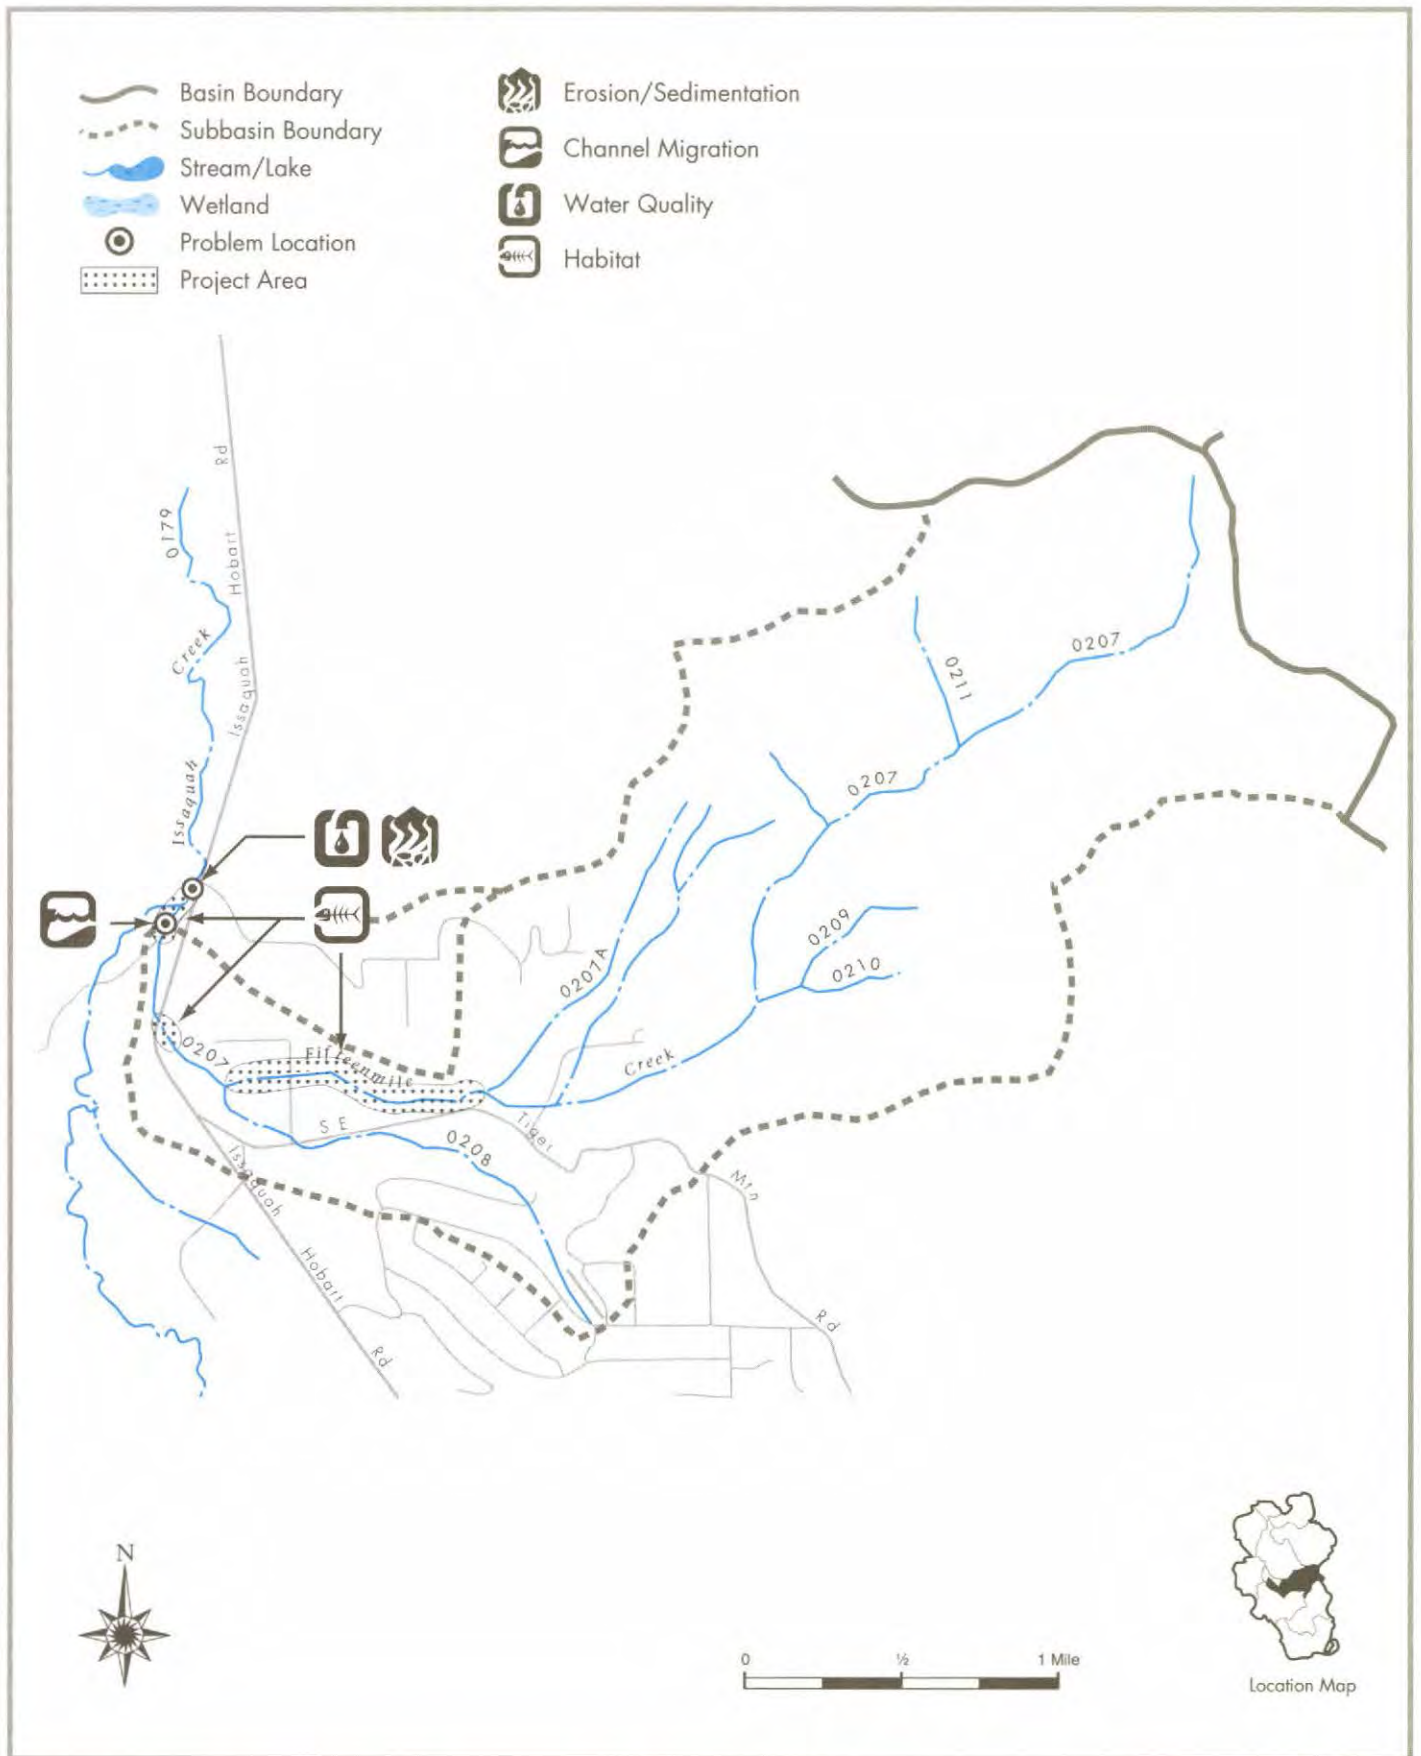 Basin Boundary
Subbasin Boundary
Stream/Lake
Wetland
Problem Location
Project Area
Erosion/Sedimentation
Channel Migration
Water Quality
Habitat
Rd
Hobart
Issaquah
0179
Creek
Issaquah
0207
0211
0207
0209
0210
0207A
Creek
0207
Fifteenmile
SE
Tiger
Mtn
Rd
0208
Issaquah
Hobart
Rd
N
0 ½ 1 Mile
Location Map